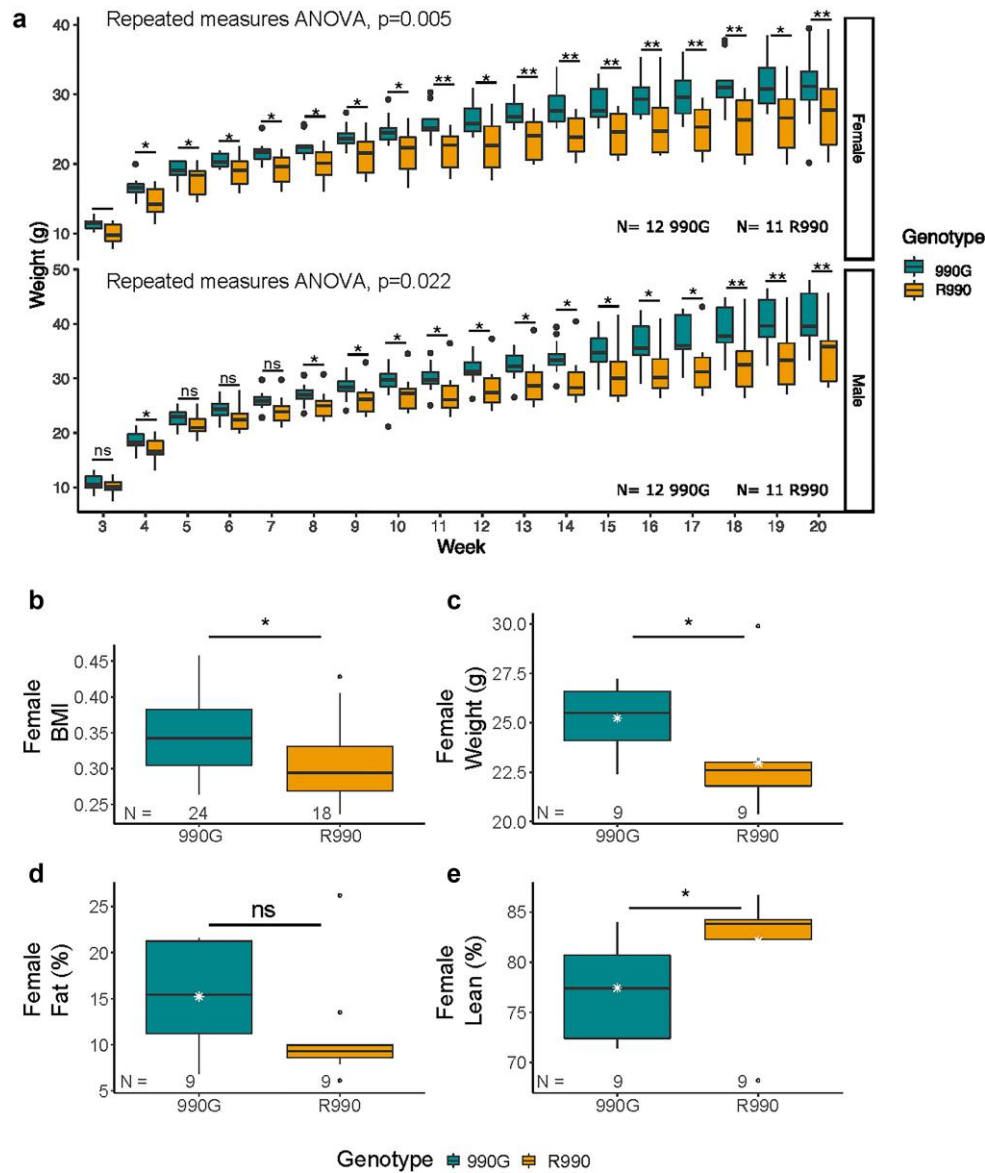 a
Repeated measures ANOVA, p=0.005
Weight (g)
40
30
20
10
* * * * * * * ** * ** ** ** ** ** ** * **
N= 12 990G N= 11 R990
Female
Repeated measures ANOVA, p=0.022
50
40
30
20
10
ns * ns ns ns * * * * * * * * * * ** ** **
N= 12 990G N= 11 R990
Male
3 4 5 6 7 8 9 10 11 12 13 14 15 16 17 18 19 20
Week
Genotype
990G
R990
b
Female
BMI
0.45
0.40
0.35
0.30
0.25
*
N = 24 18
990G R990
c
Female
Weight (g)
30.0
27.5
25.0
22.5
20.0
*
N = 9 9
990G R990
d
Female
Fat (%)
25
20
15
10
5
ns
N = 9 9
990G R990
e
Female
Lean (%)
85
80
75
70
*
N = 9 9
990G R990
Genotype 990G R990